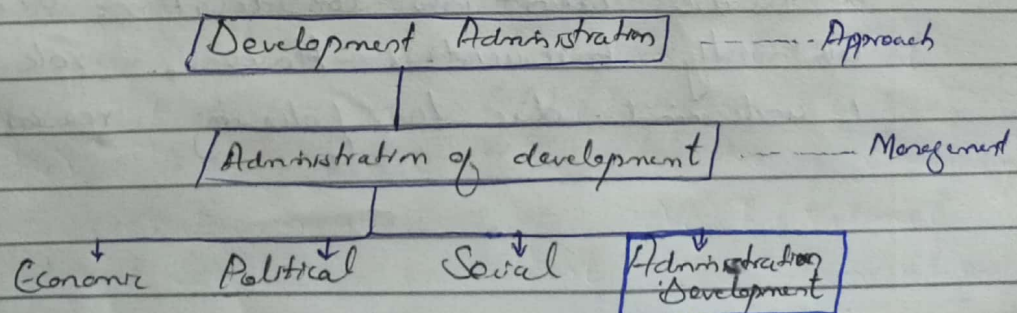 Development Administration ------- Approach
Administration of development ------- Management
Economic Political Social Administration
Development